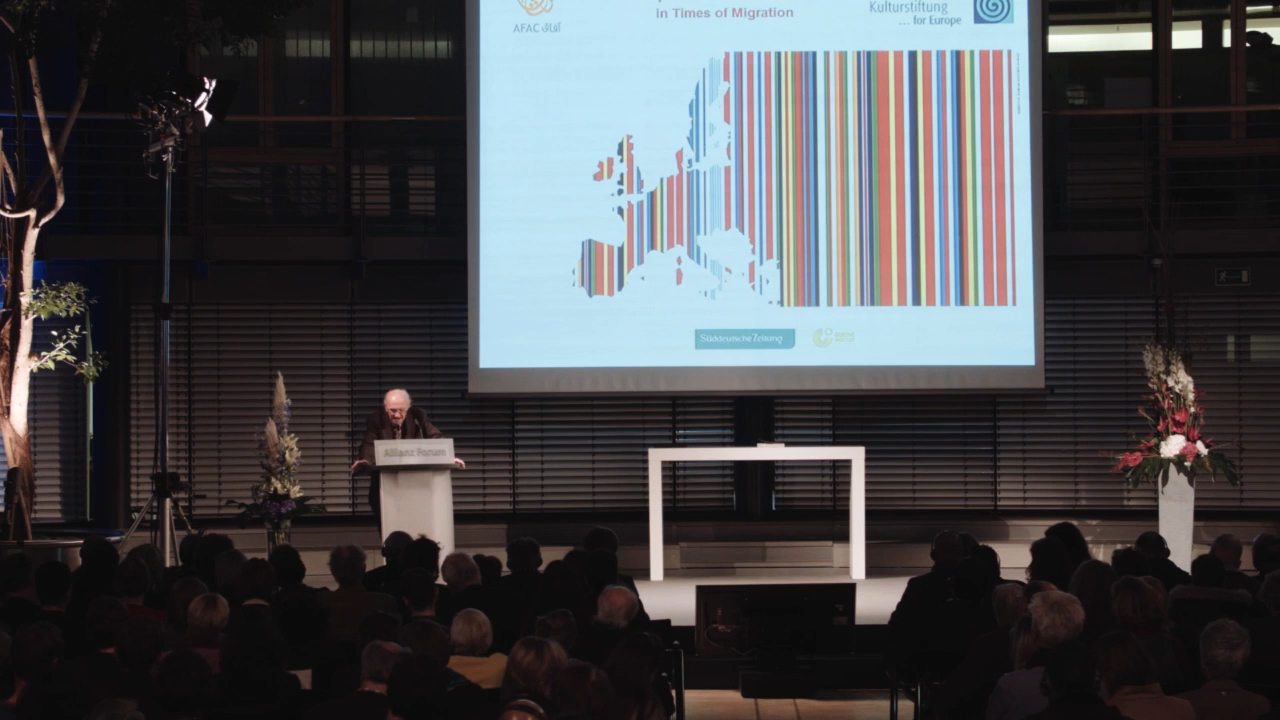 AFAC آفاق
in Times of Migration
Kulturstiftung
... for Europe
Süddeutsche Zeitung
Allianz Forum